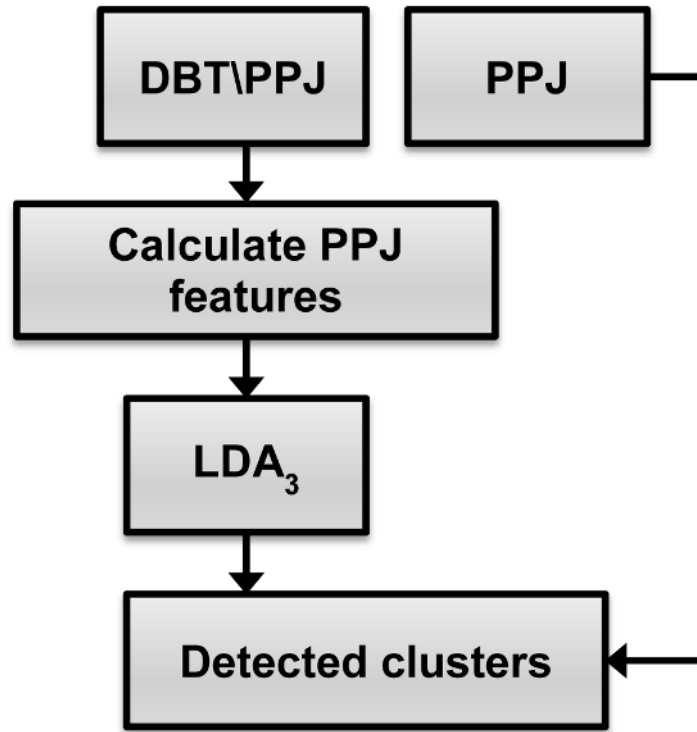 DBT\PPJ
PPJ
Calculate PPJ
features
LDA₃
Detected clusters